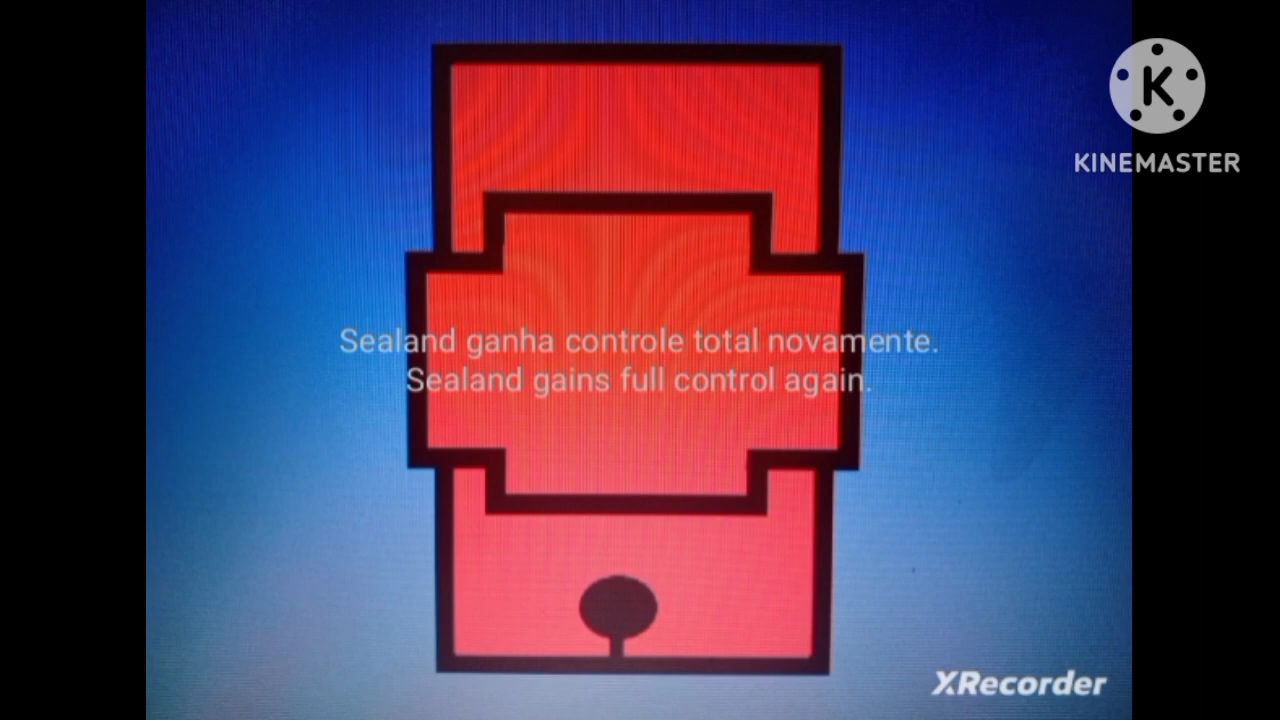 K
KINEMASTER
Sealand ganha controle total novamente.
Sealand gains full control again.
XRecorder